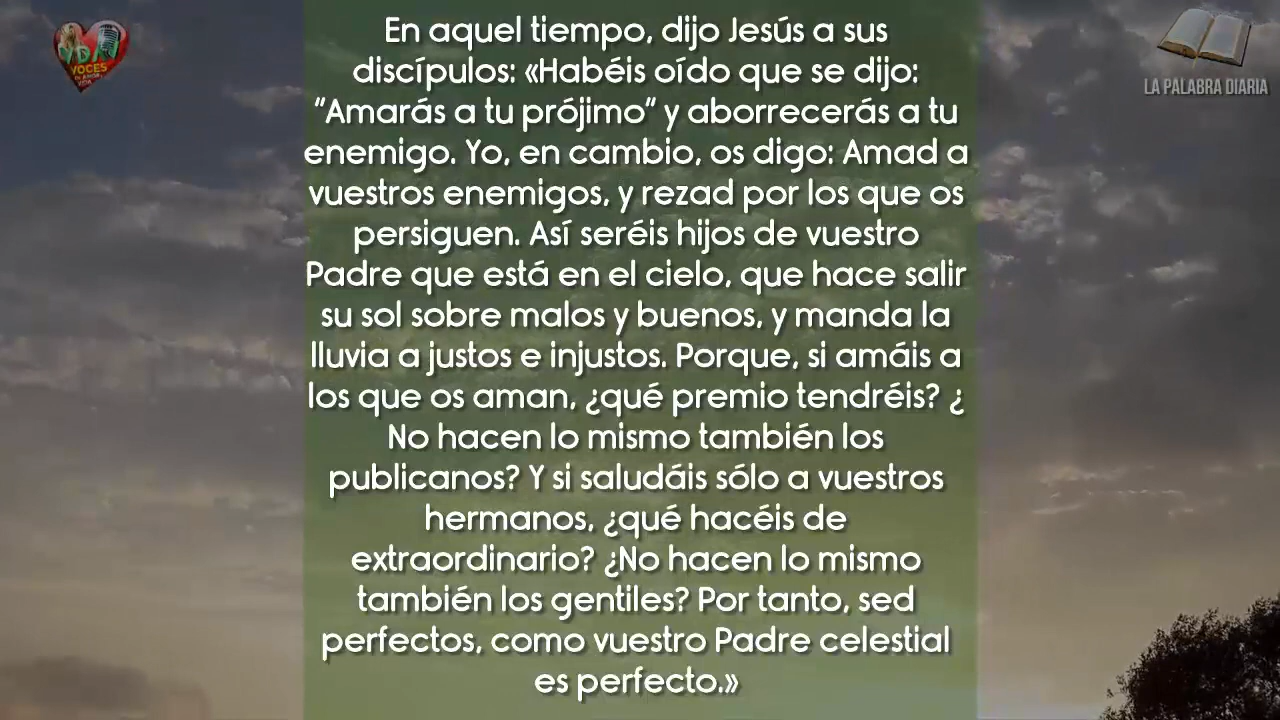 En aquel tiempo, dijo Jesús a sus
discípulos: «Habéis oído que se dijo:
“Amarás a tu prójimo” y aborrecerás a tu
enemigo. Yo, en cambio, os digo: Amad a
vuestros enemigos, y rezad por los que os
persiguen. Así seréis hijos de vuestro
Padre que está en el cielo, que hace salir
su sol sobre malos y buenos, y manda la
lluvia a justos e injustos. Porque, si amáis a
los que os aman, ¿qué premio tendréis? ¿
No hacen lo mismo también los
publicanos? Y si saludáis sólo a vuestros
hermanos, ¿qué hacéis de
extraordinario? ¿No hacen lo mismo
también los gentiles? Por tanto, sed
perfectos, como vuestro Padre celestial
es perfecto.»
VOCES
LA PALABRA DIARIA